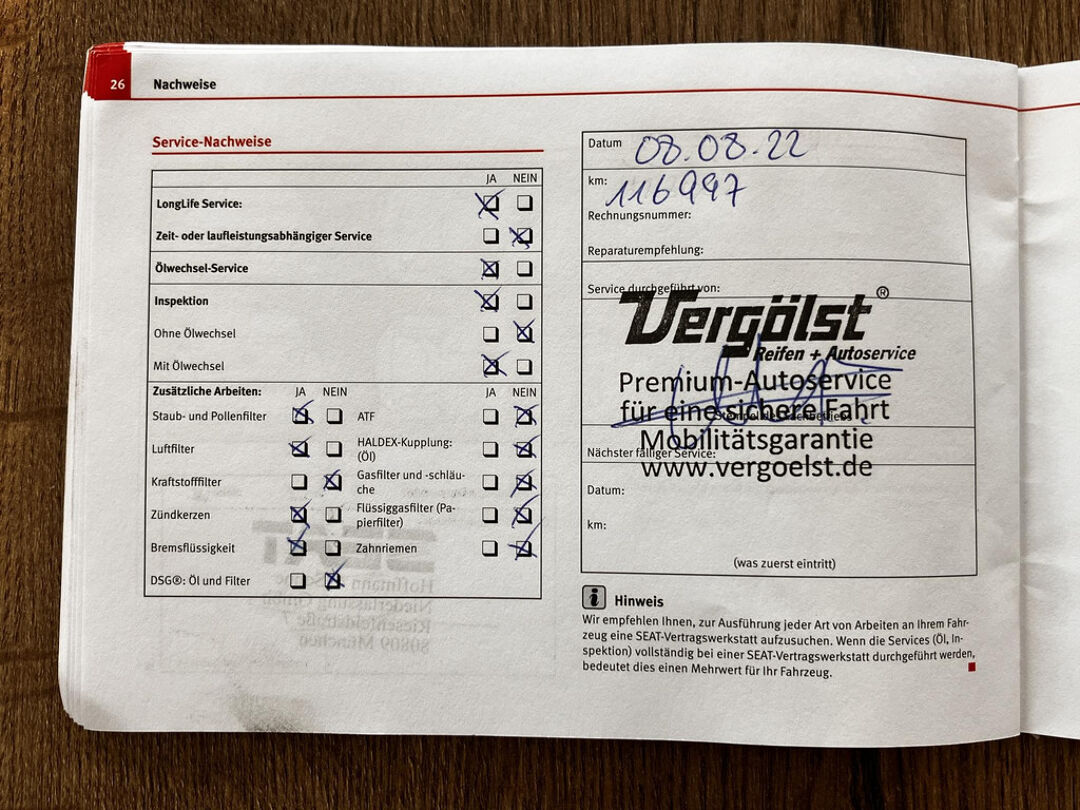 26 Nachweise
Service-Nachweise
JA NEIN
LongLife Service:
Zeit- oder laufleistungsabhängiger Service
Ölwechsel-Service
Inspektion
Ohne Ölwechsel
Mit Ölwechsel
Zusätzliche Arbeiten: JA NEIN JA NEIN
Staub- und Pollenfilter ATF
Luftfilter HALDEX-Kupplung:
(Öl)
Kraftstofffilter Gasfilter und -schläu-
che
Zündkerzen Flüssiggasfilter (Pa-
pierfilter)
Bremsflüssigkeit Zahnriemen
DSG®: Öl und Filter
Datum 08.08.22
km: 116997
Rechnungsnummer:
Reparaturempfehlung:
Service durchgeführt von:
Vergölst®
Reifen + Autoservice
Premium-Autoservice
für eine sichere Fahrt
Mobilitätsgarantie
Nächster fälliger Service:
www.vergoelst.de
Datum:
km:
(was zuerst eintritt)
i Hinweis
Wir empfehlen Ihnen, zur Ausführung jeder Art von Arbeiten an Ihrem Fahr-
zeug eine SEAT-Vertragswerkstatt aufzusuchen. Wenn die Services (Öl, In-
spektion) vollständig bei einer SEAT-Vertragswerkstatt durchgeführt werden,
bedeutet dies einen Mehrwert für Ihr Fahrzeug.